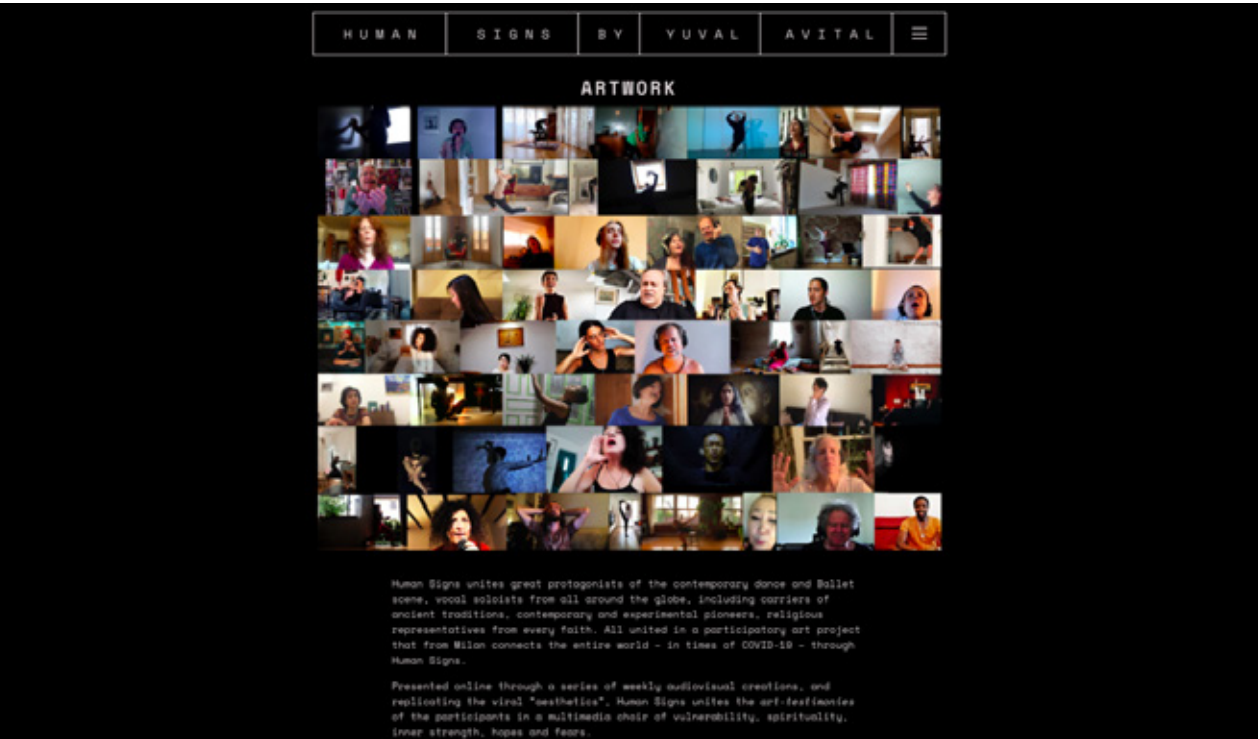 HUMAN SIGNS BY YUVAL AVITAL
ARTWORK
Human Signs unites great protagonists of the contemporary dance and Ballet
scene, vocal soloists from all around the globe, including carriers of
ancient traditions, contemporary and experimental pioneers, religious
representatives from every faith. All united in a participatory art project
that from Milan connects the entire world – in times of COVID-19 – through
Human Signs.
Presented online through a series of weekly audiovisual creations, and
replicating the viral "aesthetics", Human Signs unites the art-testimonies
of the participants in a multimedia choir of vulnerability, spirituality,
inner strength, hopes and fears.